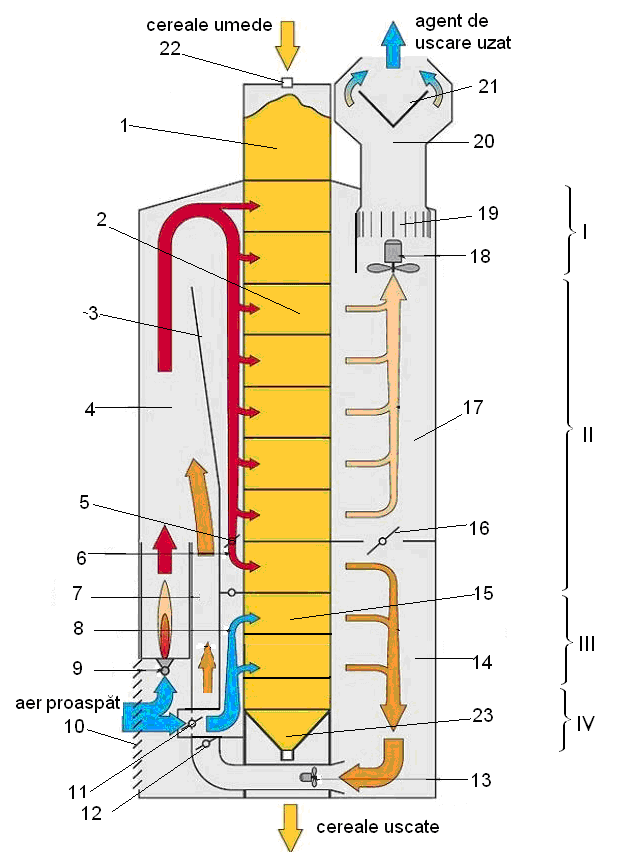 cereale umede
22
agent de
uscare uzat
21
1
20
2
19
I
18
3
4
17
II
5
16
6
7
15
8
III
14
9
aer proaspăt
10
23
IV
11
12
13
cereale uscate